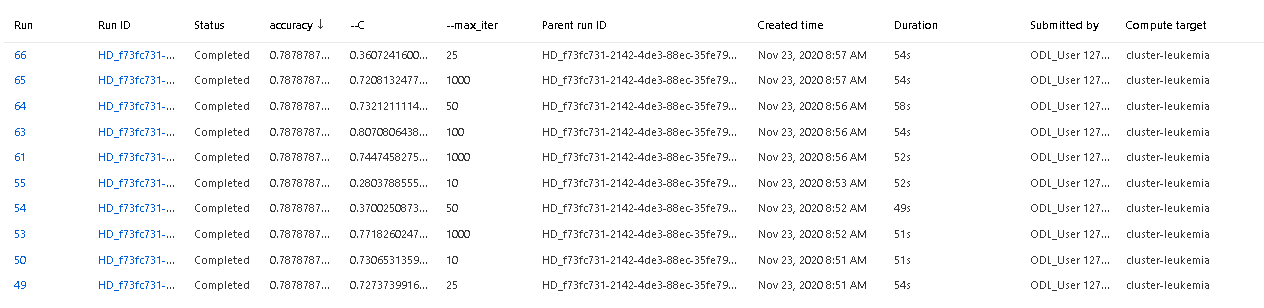 Run Run ID Status accuracy ↓ --C --max_iter Parent run ID Created time Duration Submitted by Compute target
66 HD_f73fc731-... Completed 0.7878787... 0.3607241600... 25 HD_f73fc731-2142-4de3-88ec-35fe79... Nov 23, 2020 8:57 AM 54s ODL_User 127... cluster-leukemia
65 HD_f73fc731-... Completed 0.7878787... 0.7208132477... 1000 HD_f73fc731-2142-4de3-88ec-35fe79... Nov 23, 2020 8:57 AM 54s ODL_User 127... cluster-leukemia
64 HD_f73fc731-... Completed 0.7878787... 0.7321211114... 50 HD_f73fc731-2142-4de3-88ec-35fe79... Nov 23, 2020 8:56 AM 58s ODL_User 127... cluster-leukemia
63 HD_f73fc731-... Completed 0.7878787... 0.8070806438... 100 HD_f73fc731-2142-4de3-88ec-35fe79... Nov 23, 2020 8:56 AM 54s ODL_User 127... cluster-leukemia
61 HD_f73fc731-... Completed 0.7878787... 0.7447458275... 1000 HD_f73fc731-2142-4de3-88ec-35fe79... Nov 23, 2020 8:56 AM 52s ODL_User 127... cluster-leukemia
55 HD_f73fc731-... Completed 0.7878787... 0.2803788555... 10 HD_f73fc731-2142-4de3-88ec-35fe79... Nov 23, 2020 8:53 AM 52s ODL_User 127... cluster-leukemia
54 HD_f73fc731-... Completed 0.7878787... 0.3700250873... 50 HD_f73fc731-2142-4de3-88ec-35fe79... Nov 23, 2020 8:52 AM 49s ODL_User 127... cluster-leukemia
53 HD_f73fc731-... Completed 0.7878787... 0.7718260247... 1000 HD_f73fc731-2142-4de3-88ec-35fe79... Nov 23, 2020 8:52 AM 51s ODL_User 127... cluster-leukemia
50 HD_f73fc731-... Completed 0.7878787... 0.7306531359... 10 HD_f73fc731-2142-4de3-88ec-35fe79... Nov 23, 2020 8:51 AM 51s ODL_User 127... cluster-leukemia
49 HD_f73fc731-... Completed 0.7878787... 0.7273739916... 25 HD_f73fc731-2142-4de3-88ec-35fe79... Nov 23, 2020 8:51 AM 54s ODL_User 127... cluster-leukemia